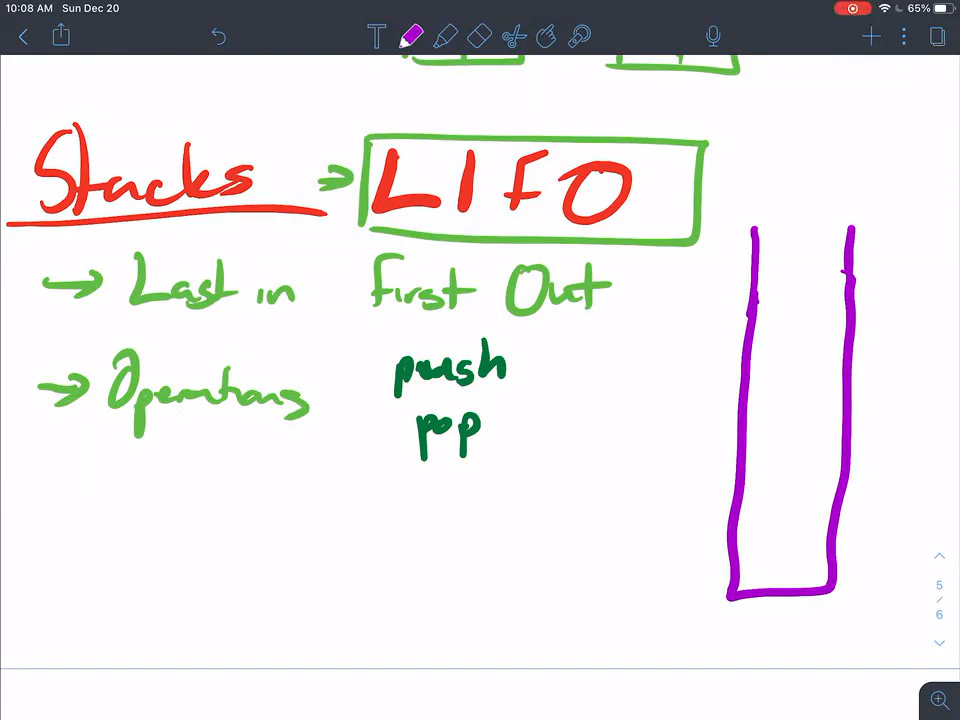 10:08 AM Sun Dec 20
65%
T
Stacks → LIFO
→ Last in First Out
→ Operations push
pop
5
/
6